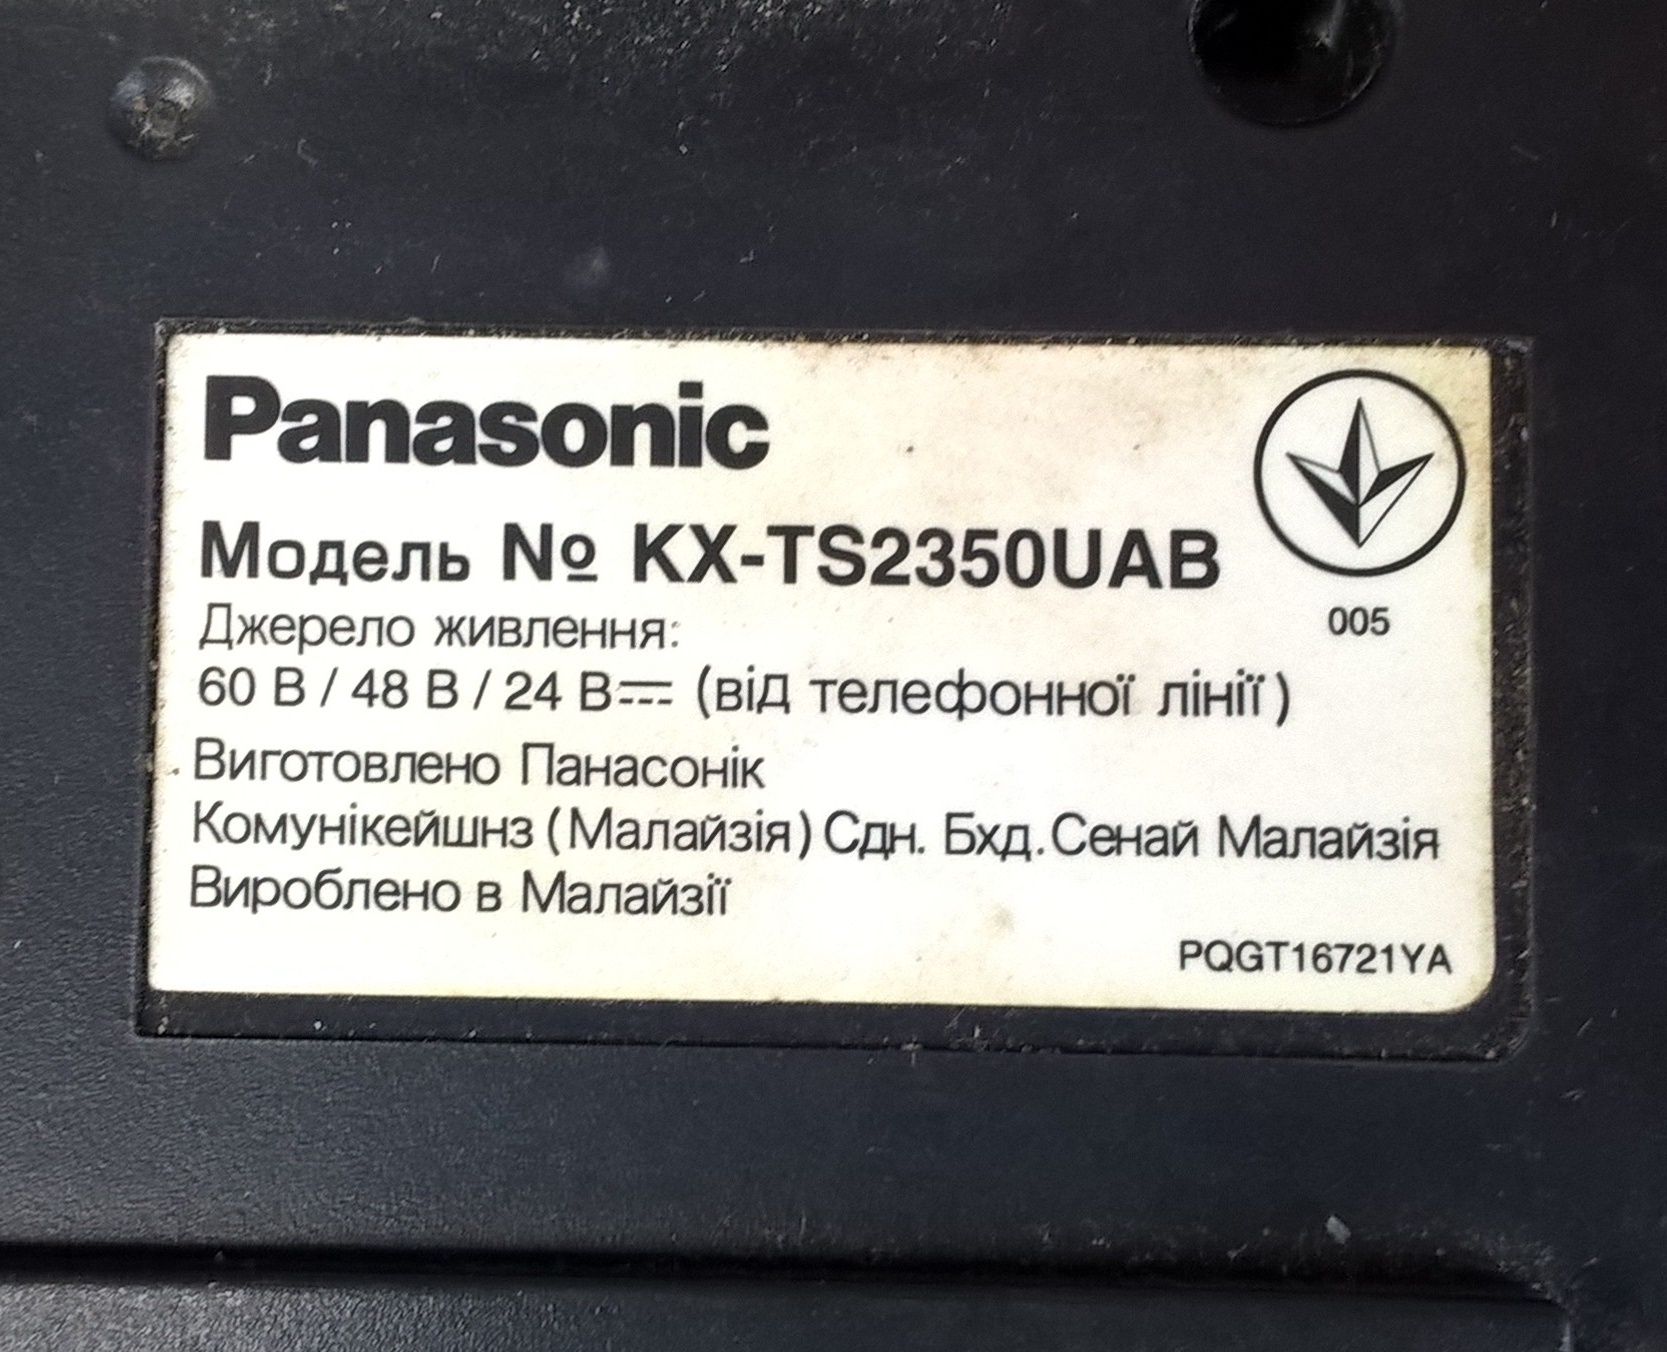 Panasonic
Модель № KX-TS2350UAB
005
Джерело живлення:
60 В / 48 В / 24 В⎓ (від телефонної лінії)
Виготовлено Панасонік
Комунікейшнз (Малайзія) Сдн. Бхд. Сенай Малайзія
Вироблено в Малайзії
PQGT16721YA